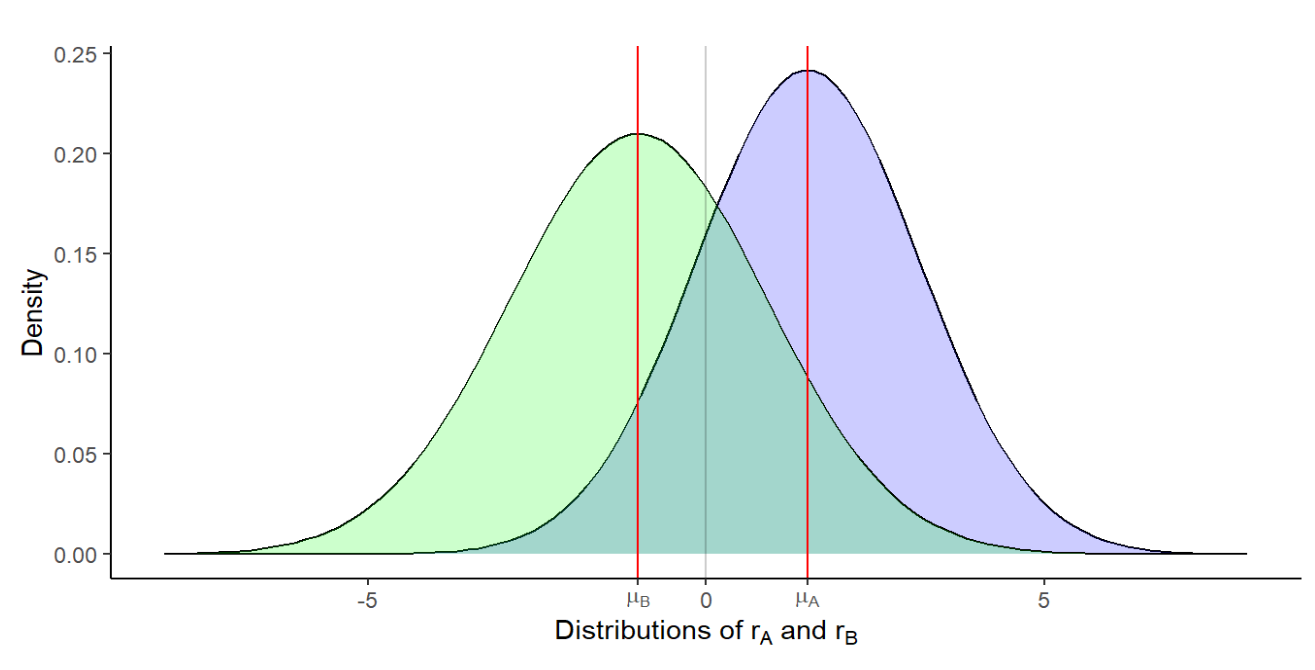 0.25
0.20
0.15
0.10
0.05
0.00
Density
-5 μB 0 μA 5
Distributions of rA and rB